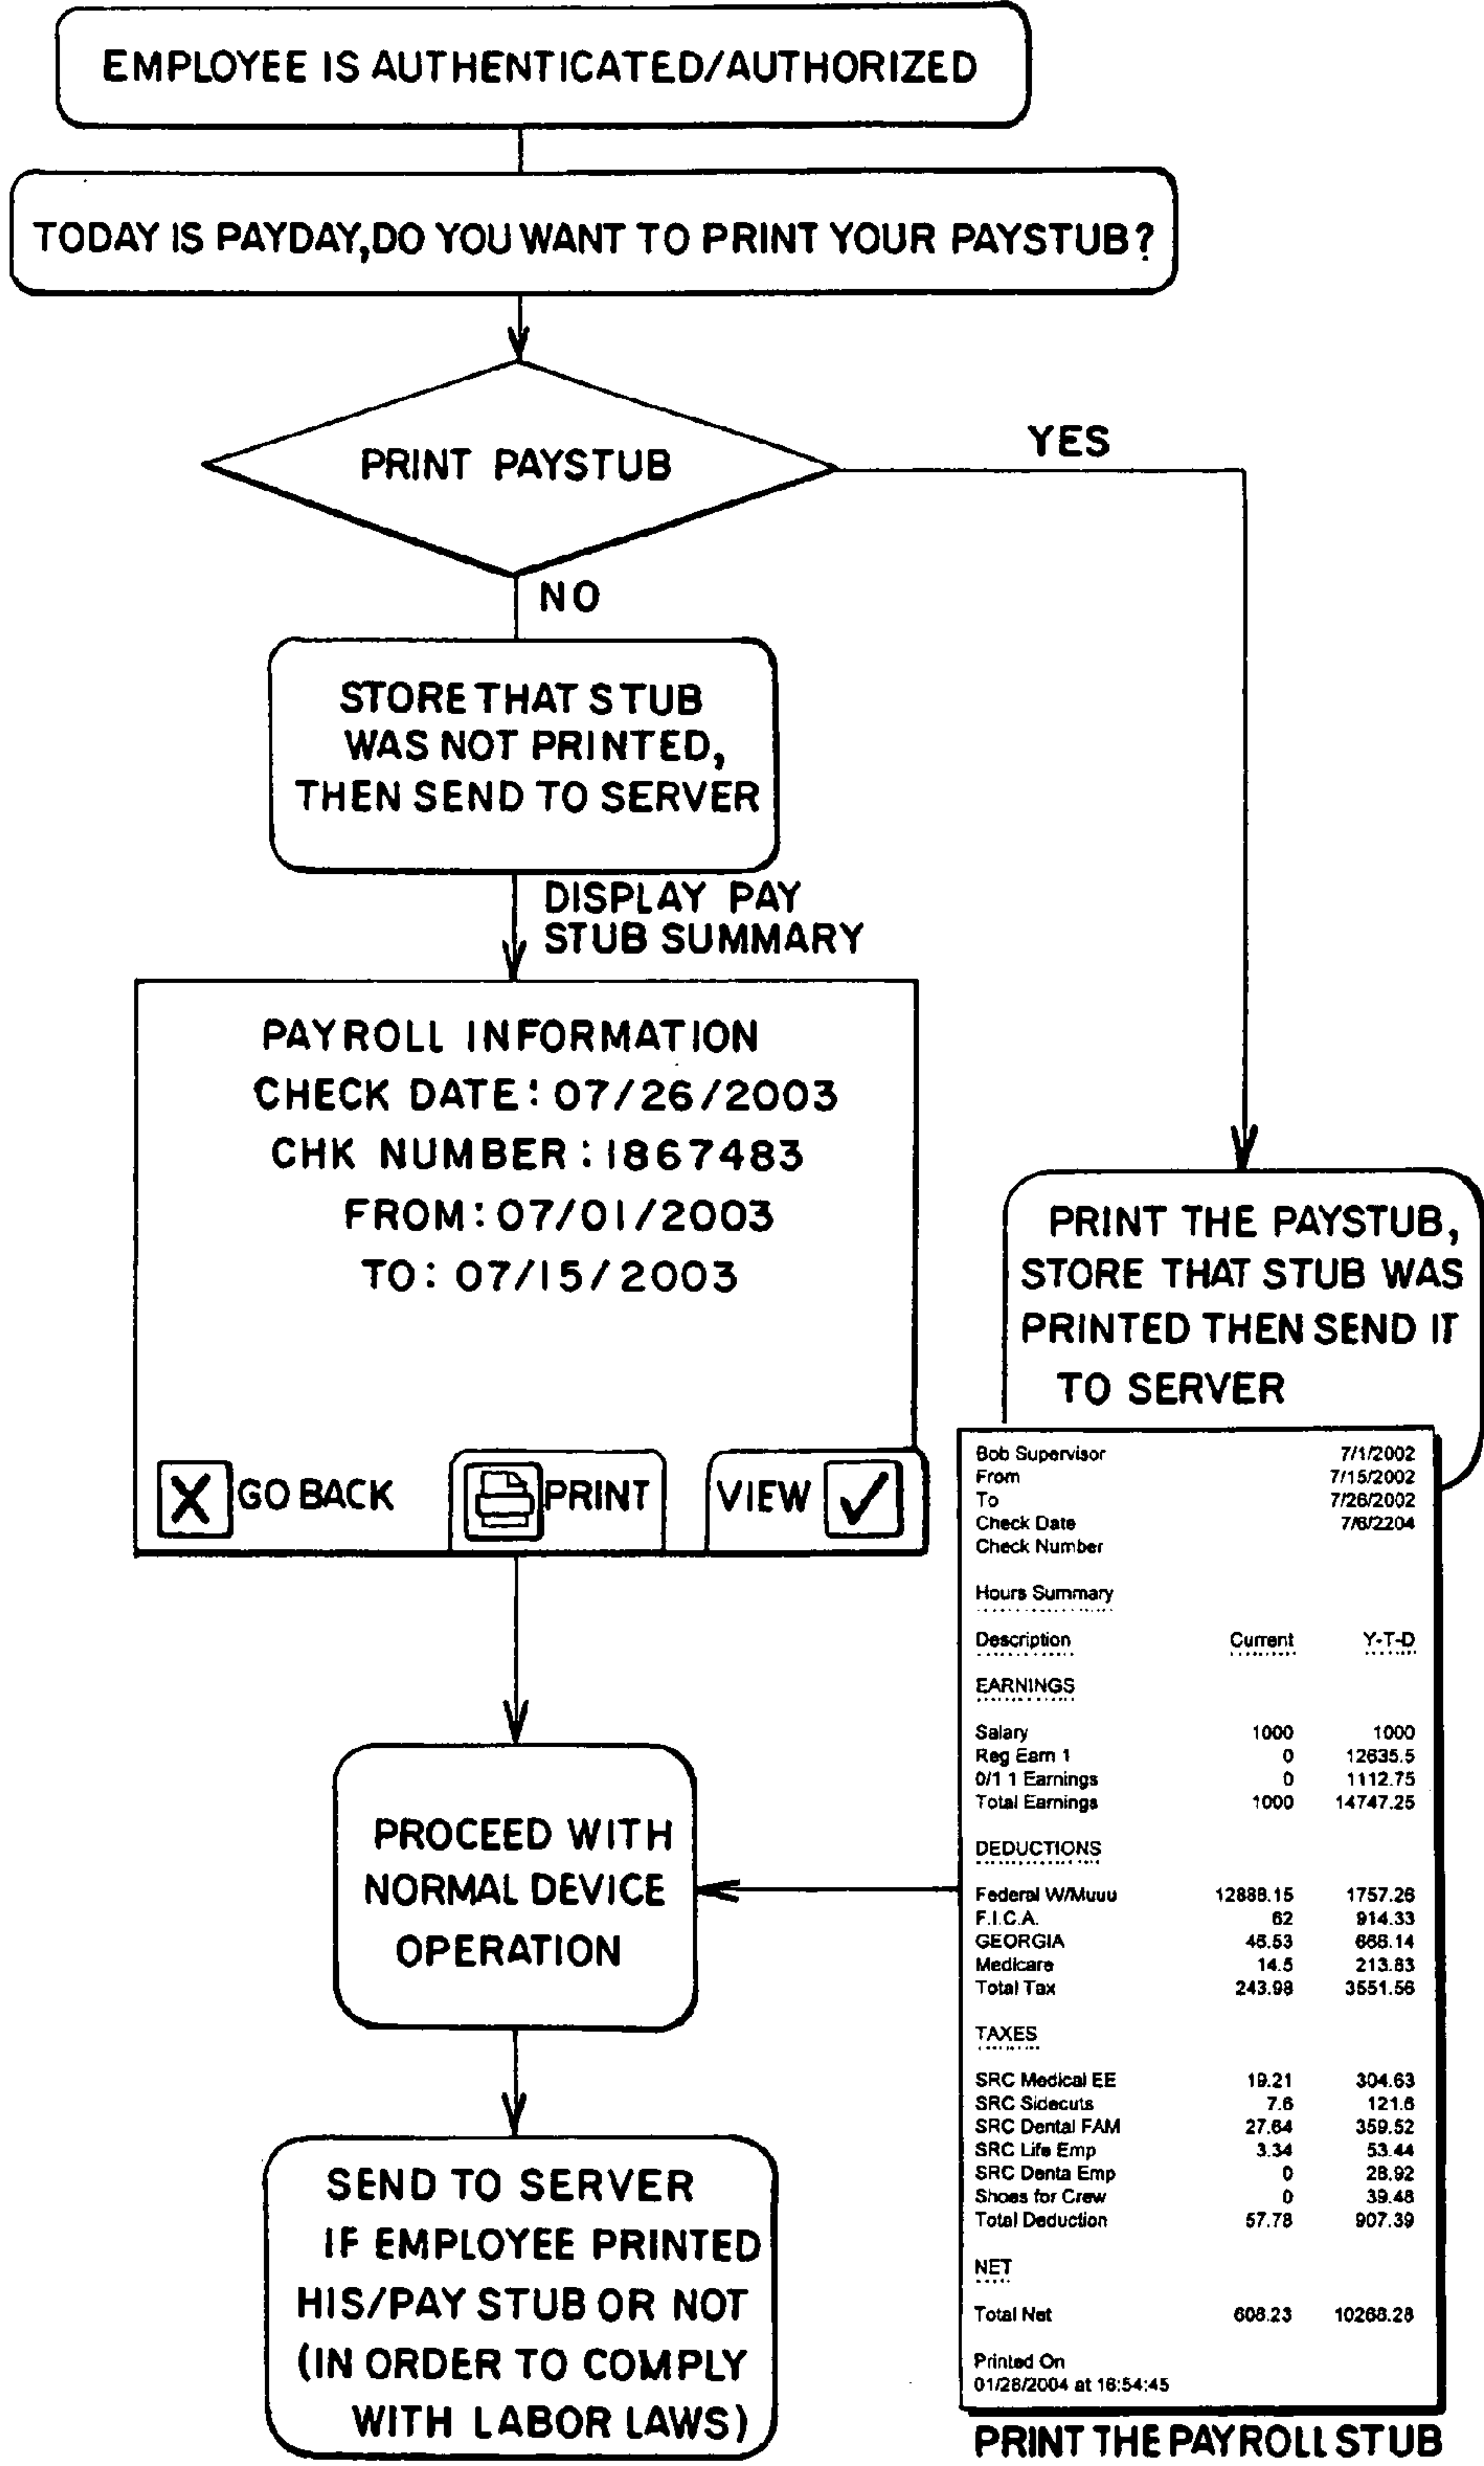 EMPLOYEE IS AUTHENTICATED/AUTHORIZED
TODAY IS PAYDAY,DO YOU WANT TO PRINT YOUR PAYSTUB?
PRINT PAYSTUB
YES
NO
STORE THAT STUB
WAS NOT PRINTED,
THEN SEND TO SERVER
DISPLAY PAY
STUB SUMMARY
PAYROLL INFORMATION
CHECK DATE: 07/26/2003
CHK NUMBER: 1867483
FROM: 07/01/2003
TO: 07/15/2003
X GO BACK PRINT VIEW
PRINT THE PAYSTUB,
STORE THAT STUB WAS
PRINTED THEN SEND IT
TO SERVER
Bob Supervisor 7/1/2002
From 7/15/2002
To 7/26/2002
Check Date 7/6/2204
Check Number
Hours Summary
Description Current Y-T-D
EARNINGS
Salary 1000 1000
Reg Earn 1 0 12635.5
0/1 1 Earnings 0 1112.75
Total Earnings 1000 14747.25
DEDUCTIONS
Federal W/Muuu 12888.15 1757.26
F.I.C.A. 62 914.33
GEORGIA 46.53 666.14
Medicare 14.5 213.83
Total Tax 243.98 3551.56
TAXES
SRC Medical EE 19.21 304.63
SRC Sidecuts 7.6 121.6
SRC Dental FAM 27.64 359.52
SRC Life Emp 3.34 53.44
SRC Denta Emp 0 28.92
Shoes for Crew 0 39.48
Total Deduction 57.78 907.39
NET
Total Net 608.23 10268.28
Printed On
01/28/2004 at 16:54:45
PRINT THE PAYROLL STUB
PROCEED WITH
NORMAL DEVICE
OPERATION
SEND TO SERVER
IF EMPLOYEE PRINTED
HIS/PAY STUB OR NOT
(IN ORDER TO COMPLY
WITH LABOR LAWS)